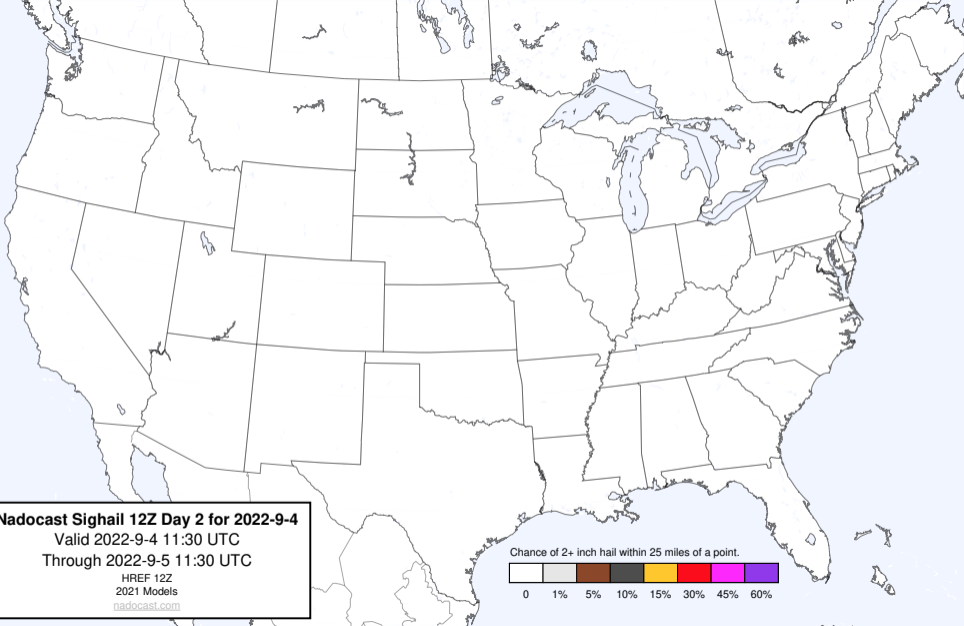 Nadocast Sighail 12Z Day 2 for 2022-9-4
Valid 2022-9-4 11:30 UTC
Through 2022-9-5 11:30 UTC
HREF 12Z
2021 Models
nadocast.com
Chance of 2+ inch hail within 25 miles of a point.
0 1% 5% 10% 15% 30% 45% 60%